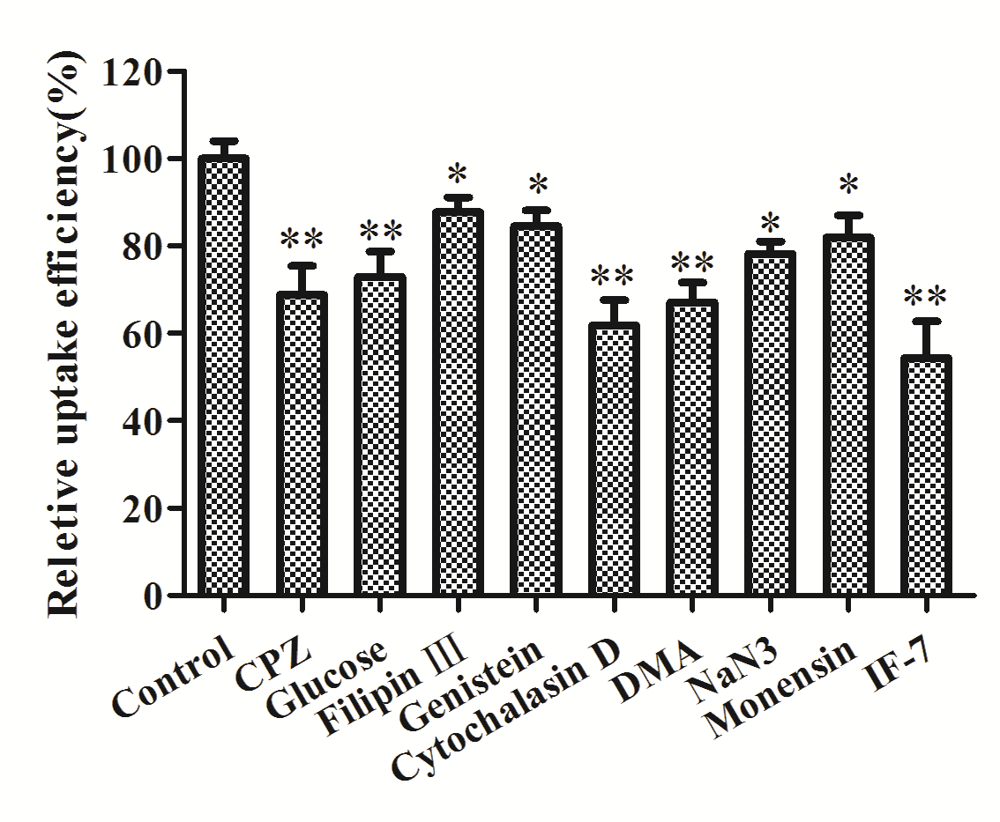 Reletive uptake efficiency(%)
120
100
80
60
40
20
0
*
*
*
*
*
**
**
**
**
**
Control
CPZ
Glucose
Filipin III
Genistein
Cytochalasin D
DMA
NaN3
Monensin
IF-7